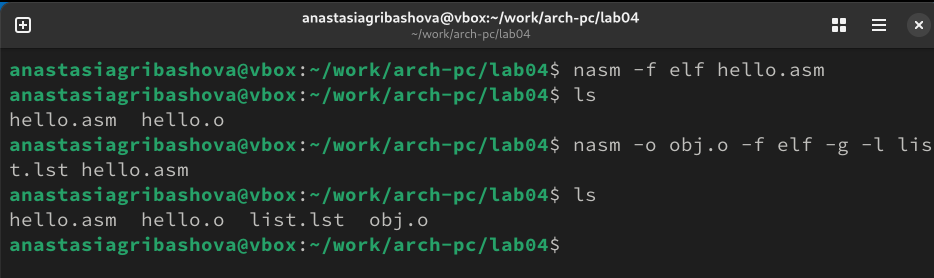 anastasiagribashova@vbox:~/work/arch-pc/lab04
~/work/arch-pc/lab04
anastasiagribashova@vbox:~/work/arch-pc/lab04$ nasm -f elf hello.asm
anastasiagribashova@vbox:~/work/arch-pc/lab04$ ls
hello.asm  hello.o
anastasiagribashova@vbox:~/work/arch-pc/lab04$ nasm -o obj.o -f elf -g -l lis
t.lst hello.asm
anastasiagribashova@vbox:~/work/arch-pc/lab04$ ls
hello.asm  hello.o  list.lst  obj.o
anastasiagribashova@vbox:~/work/arch-pc/lab04$